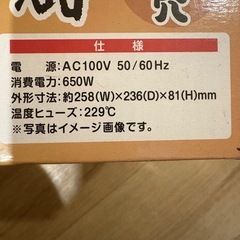 穴
仕様
電源:AC100V 50/60Hz
消費電力:650W
外形寸法:約258(W)×236(D)×81(H)mm
温度ヒューズ:229℃
※写真はイメージ画像です。